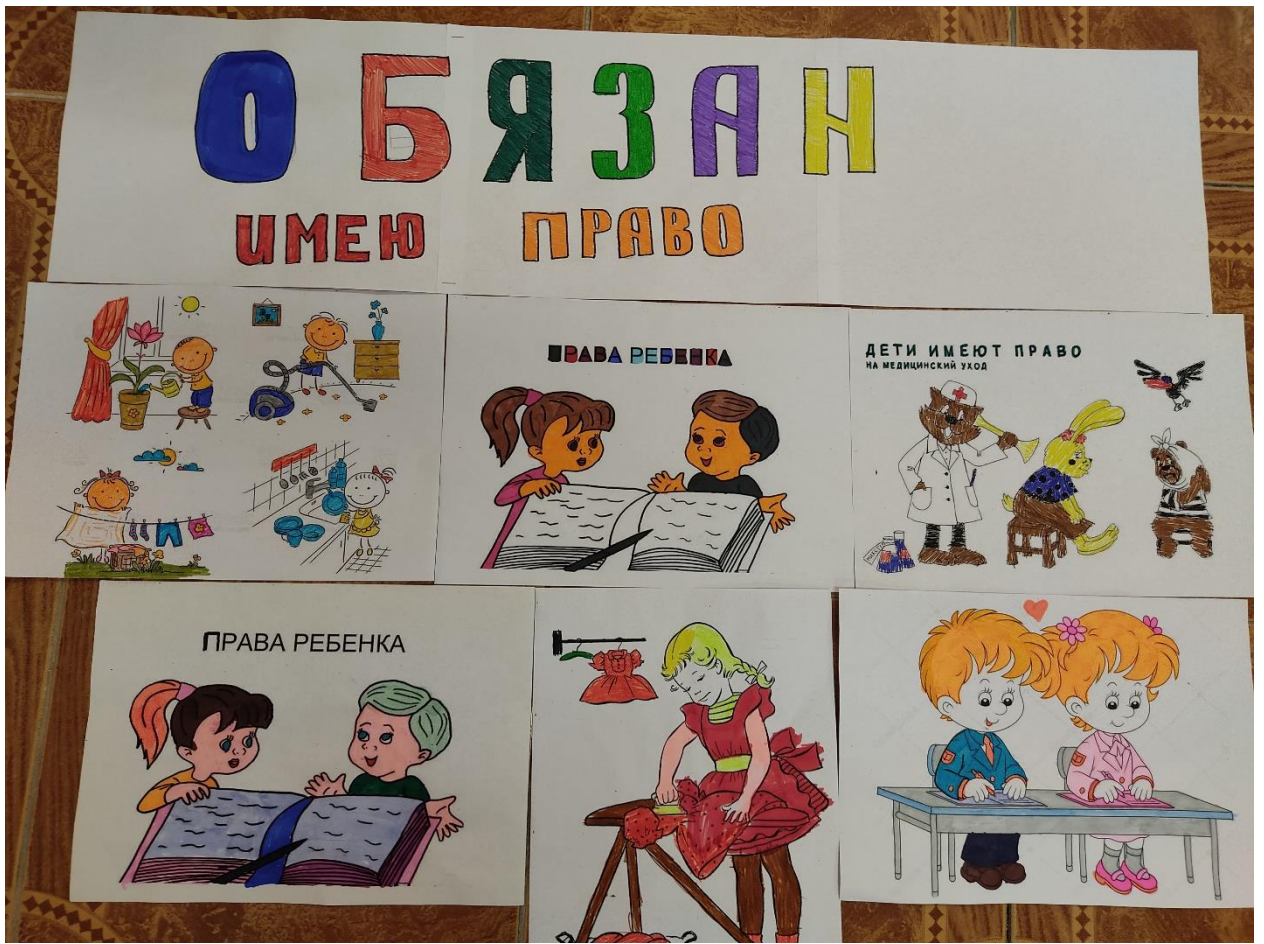 ОБЯЗАН
ИМЕЮ ПРАВО
ПРАВА РЕБЕНКА
ДЕТИ ИМЕЮТ ПРАВО
НА МЕДИЦИНСКИЙ УХОД
ПРАВА РЕБЕНКА